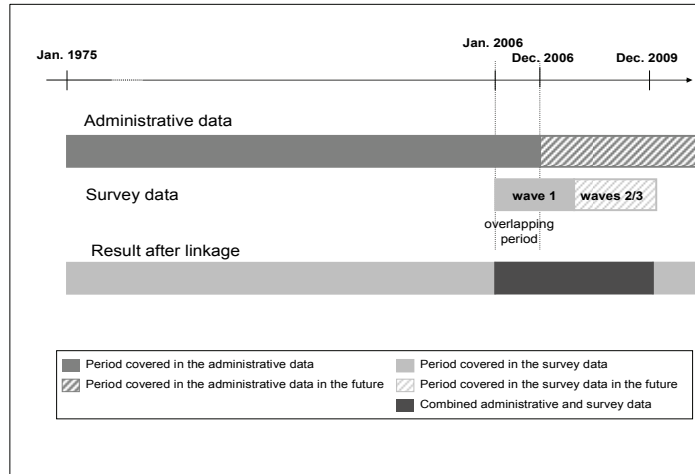 Jan. 2006
Jan. 1975
Dec. 2006
Dec. 2009
Administrative data
Survey data
wave 1
waves 2/3
overlapping
period
Result after linkage
Period covered in the administrative data
Period covered in the survey data
Period covered in the administrative data in the future
Period covered in the survey data in the future
Combined administrative and survey data